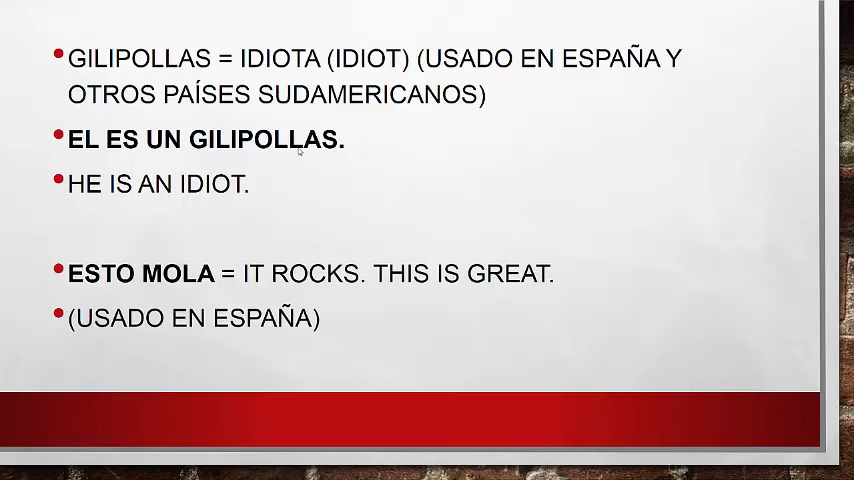 GILIPOLLAS = IDIOTA (IDIOT) (USADO EN ESPAÑA Y
OTROS PAÍSES SUDAMERICANOS)
EL ES UN GILIPOLLAS.
HE IS AN IDIOT.
ESTO MOLA = IT ROCKS. THIS IS GREAT.
(USADO EN ESPAÑA)